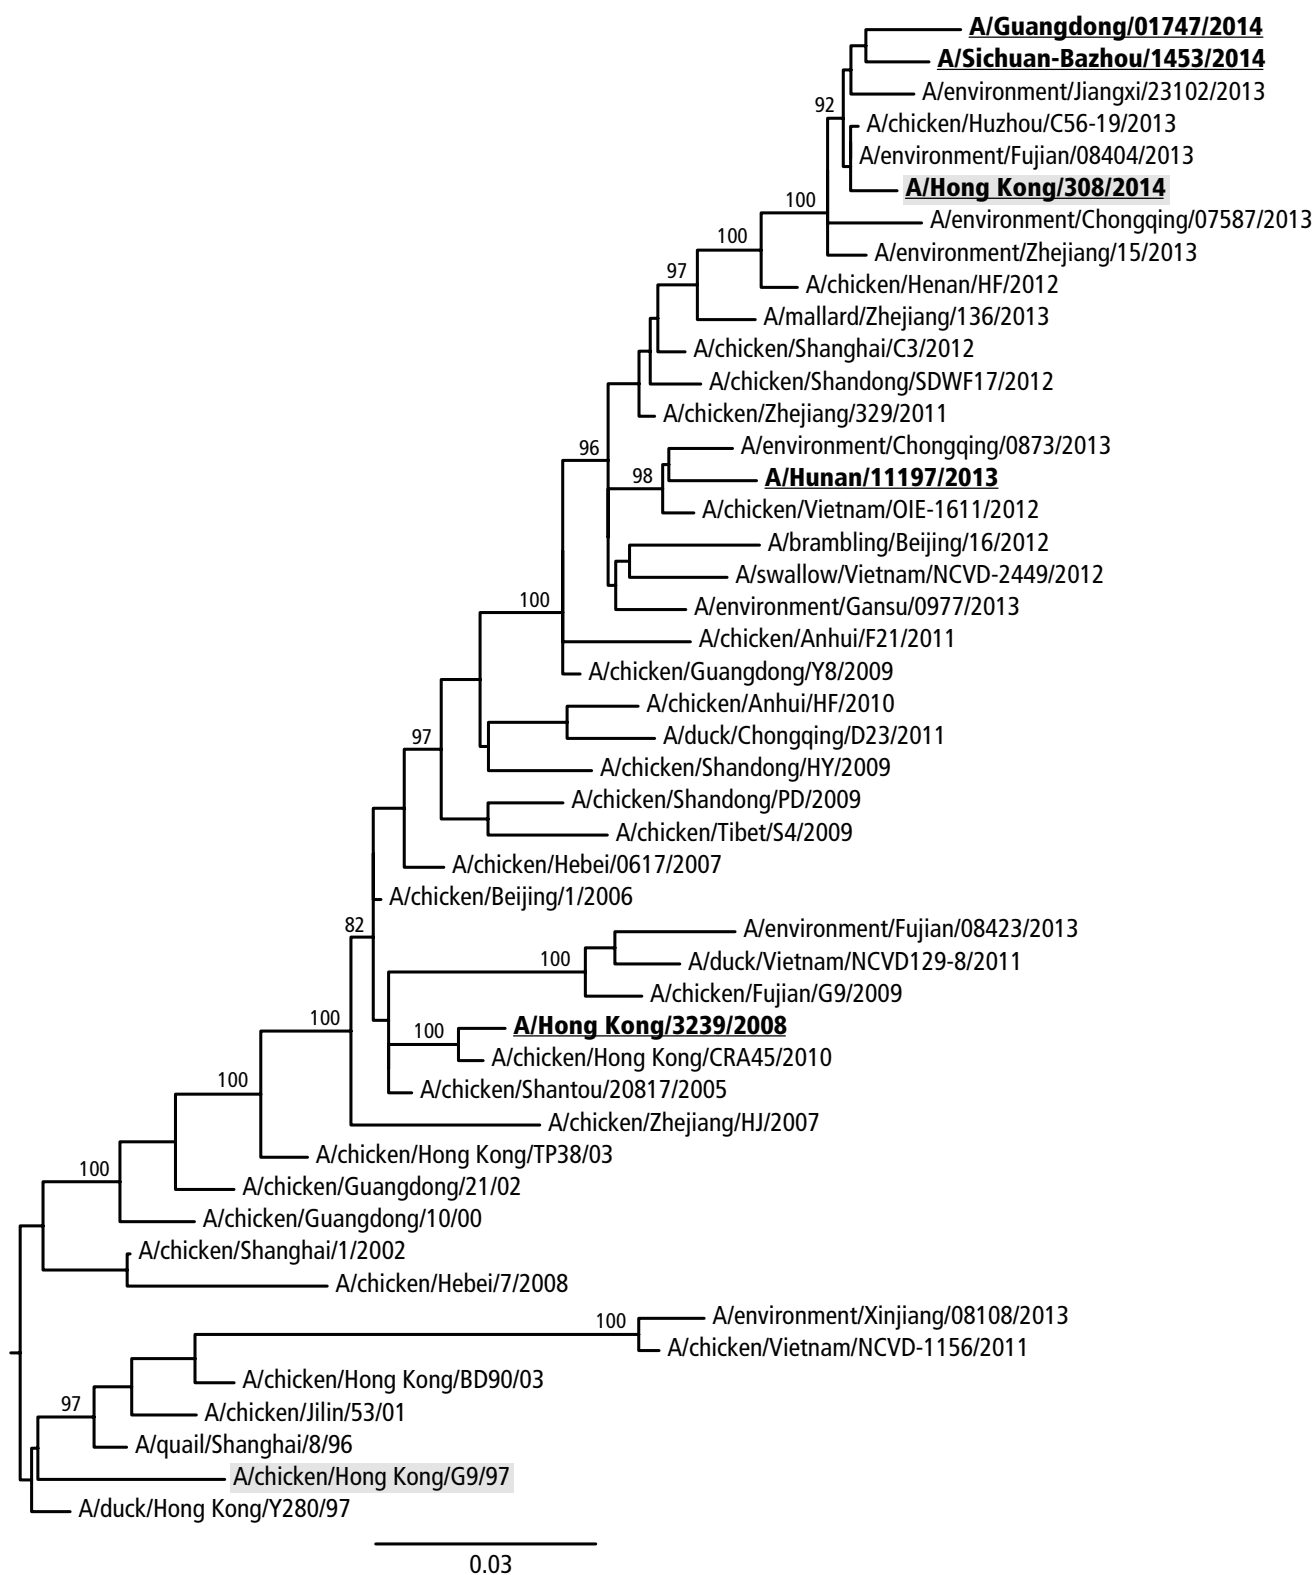 A/Guangdong/01747/2014
A/Sichuan-Bazhou/1453/2014
A/environment/Jiangxi/23102/2013
92
A/chicken/Huzhou/C56-19/2013
A/environment/Fujian/08404/2013
A/Hong Kong/308/2014
100
A/environment/Chongqing/07587/2013
100
A/environment/Zhejiang/15/2013
97
A/chicken/Henan/HF/2012
A/mallard/Zhejiang/136/2013
A/chicken/Shanghai/C3/2012
A/chicken/Shandong/SDWF17/2012
A/chicken/Zhejiang/329/2011
96
A/environment/Chongqing/0873/2013
98
A/Hunan/11197/2013
A/chicken/Vietnam/OIE-1611/2012
A/brambling/Beijing/16/2012
A/swallow/Vietnam/NCVD-2449/2012
100
A/environment/Gansu/0977/2013
A/chicken/Anhui/F21/2011
A/chicken/Guangdong/Y8/2009
A/chicken/Anhui/HF/2010
97
A/duck/Chongqing/D23/2011
A/chicken/Shandong/HY/2009
A/chicken/Shandong/PD/2009
A/chicken/Tibet/S4/2009
A/chicken/Hebei/0617/2007
A/chicken/Beijing/1/2006
82
A/environment/Fujian/08423/2013
100
A/duck/Vietnam/NCVD129-8/2011
A/chicken/Fujian/G9/2009
100
A/Hong Kong/3239/2008
100
A/chicken/Hong Kong/CRA45/2010
100
A/chicken/Shantou/20817/2005
A/chicken/Zhejiang/HJ/2007
A/chicken/Hong Kong/TP38/03
100
A/chicken/Guangdong/21/02
A/chicken/Guangdong/10/00
A/chicken/Shanghai/1/2002
A/chicken/Hebei/7/2008
100
A/environment/Xinjiang/08108/2013
A/chicken/Vietnam/NCVD-1156/2011
A/chicken/Hong Kong/BD90/03
97
A/chicken/Jilin/53/01
A/quail/Shanghai/8/96
A/chicken/Hong Kong/G9/97
A/duck/Hong Kong/Y280/97
0.03